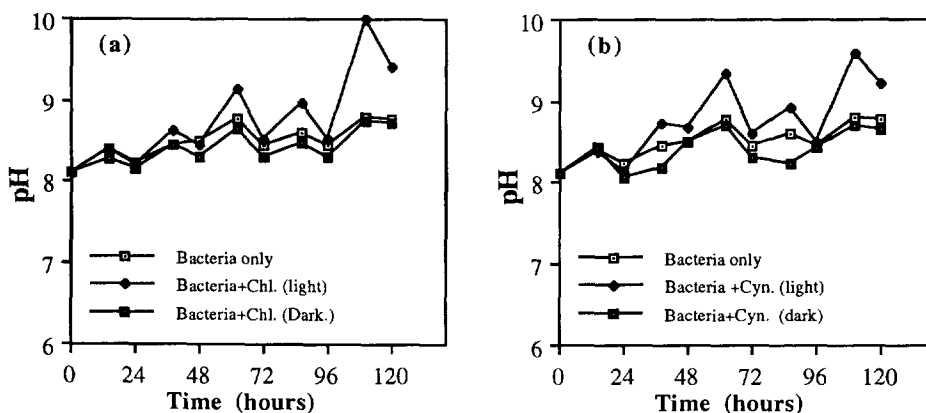 (a)
10
9
8
7
6
pH
Bacteria only
Bacteria+Chl. (light)
Bacteria+Chl. (Dark.)
0 24 48 72 96 120
Time (hours)
(b)
10
9
8
7
6
pH
Bacteria only
Bacteria +Cyn. (light)
Bacteria+Cyn. (dark)
0 24 48 72 96 120
Time (hours)